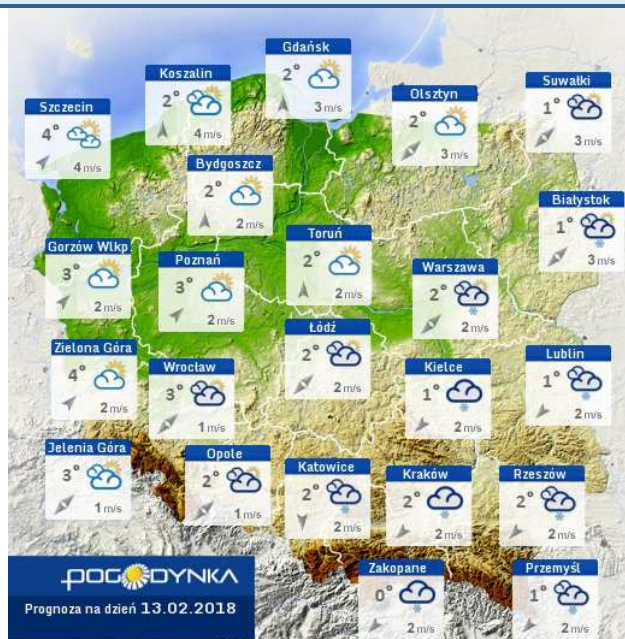 Gdańsk
2°
3 m/s
Koszalin
2°
4 m/s
Suwałki
1°
3 m/s
Olsztyn
2°
3 m/s
Szczecin
4°
4 m/s
Bydgoszcz
2°
2 m/s
Białystok
1°
3 m/s
Toruń
2°
2 m/s
Gorzów Wlkp
3°
2 m/s
Poznań
3°
2 m/s
Warszawa
2°
2 m/s
Łódź
2°
2 m/s
Zielona Góra
4°
2 m/s
Wrocław
3°
1 m/s
Kielce
1°
2 m/s
Lublin
1°
2 m/s
Jelenia Góra
3°
1 m/s
Opole
2°
1 m/s
Katowice
2°
2 m/s
Kraków
2°
2 m/s
Rzeszów
2°
2 m/s
Zakopane
0°
2 m/s
Przemyśl
1°
2 m/s
POGODYNKA
Prognoza na dzień 13.02.2018